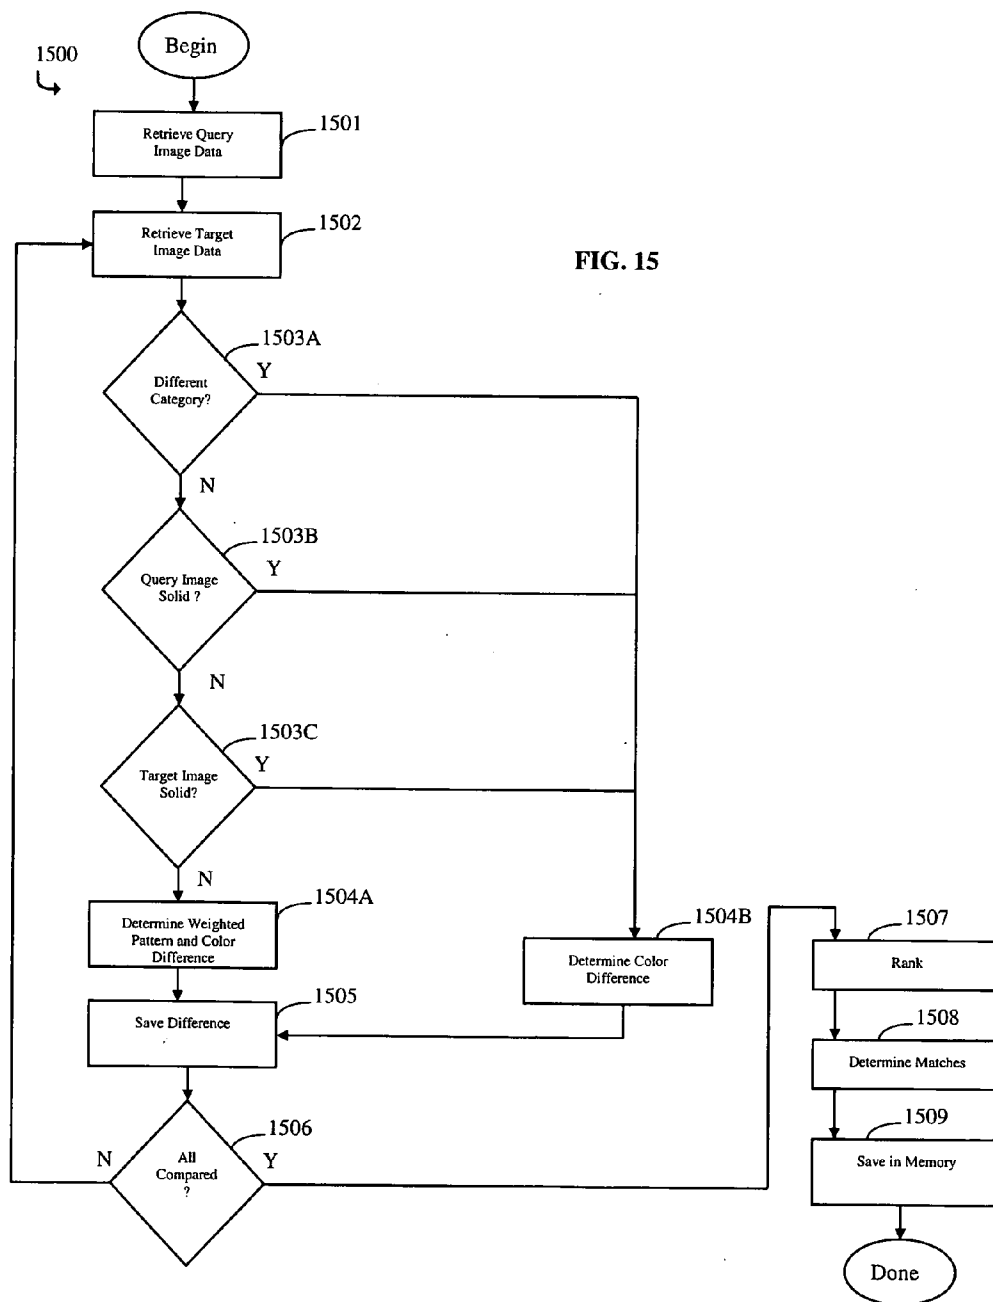 Begin
1500
1501
Retrieve Query
Image Data
1502
Retrieve Target
Image Data
FIG. 15
1503A
Y
Different
Category?
N
1503B
Y
Query Image
Solid ?
N
1503C
Y
Target Image
Solid?
N
1504A
Determine Weighted
Pattern and Color
Difference
1504B
Determine Color
Difference
1505
Save Difference
1506
N
Y
All
Compared
?
1507
Rank
1508
Determine Matches
1509
Save in Memory
Done